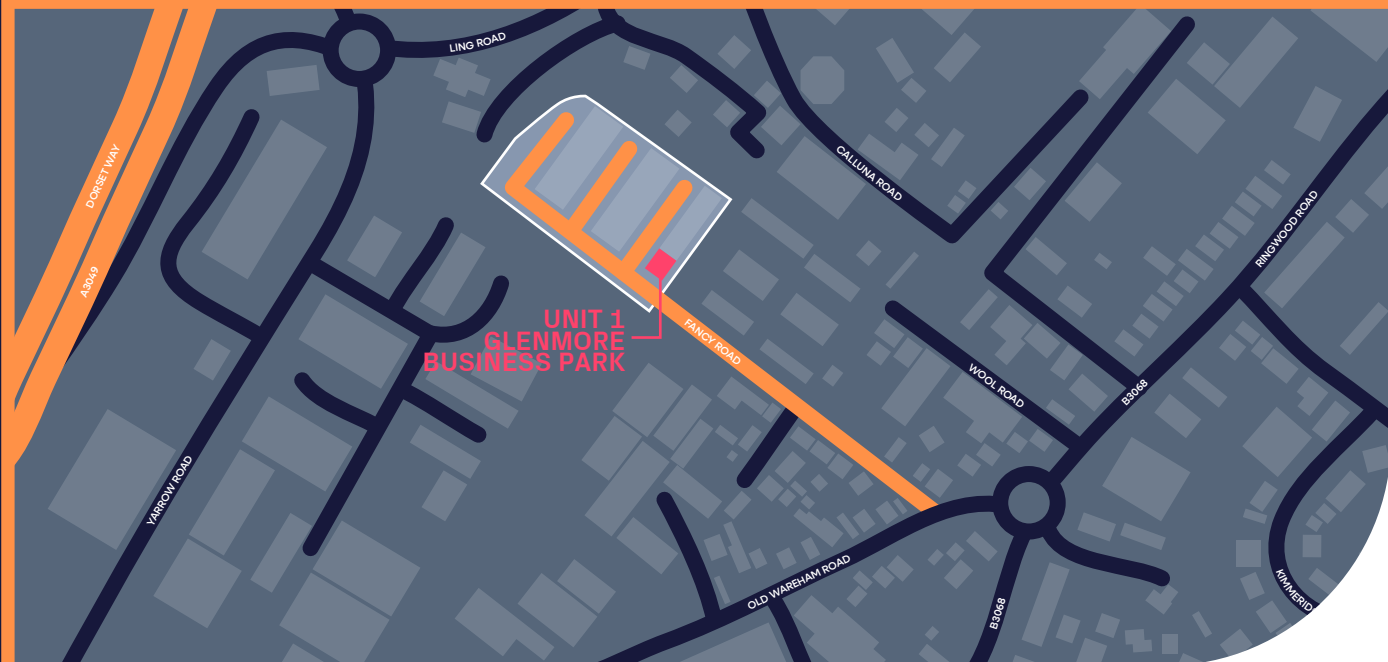 LING ROAD
DORSET WAY
CALLUNA ROAD
RINGWOOD ROAD
A3049
UNIT 1
GLENMORE
BUSINESS PARK
FANCY ROAD
WOOL ROAD
B3068
YARROW ROAD
OLD WAREHAM ROAD
B3068
KIMMERID